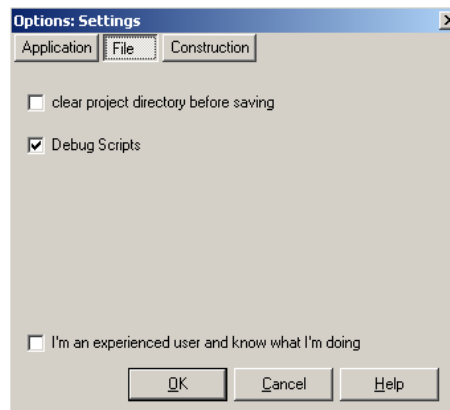 Options: Settings
Application File Construction
clear project directory before saving
Debug Scripts
I'm an experienced user and know what I'm doing
OK Cancel Help